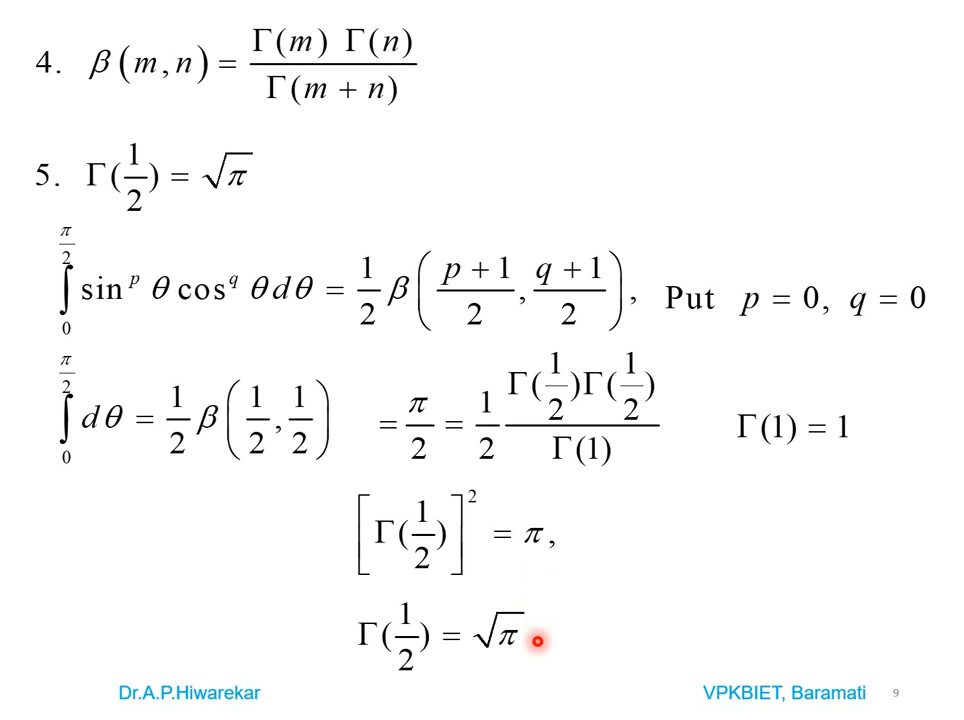 4. β(m,n) = Γ(m) Γ(n) / Γ(m + n)
5. Γ(1/2) = √π
∫₀^(π/2) sin^p θ cos^q θ dθ = 1/2 β((p+1)/2, (q+1)/2), Put p = 0, q = 0
∫₀^(π/2) dθ = 1/2 β(1/2, 1/2) = π/2 = 1/2 Γ(1/2)Γ(1/2) / Γ(1) Γ(1) = 1
[Γ(1/2)]² = π,
Γ(1/2) = √π
Dr.A.P.Hiwarekar VPKBIET, Baramati 9